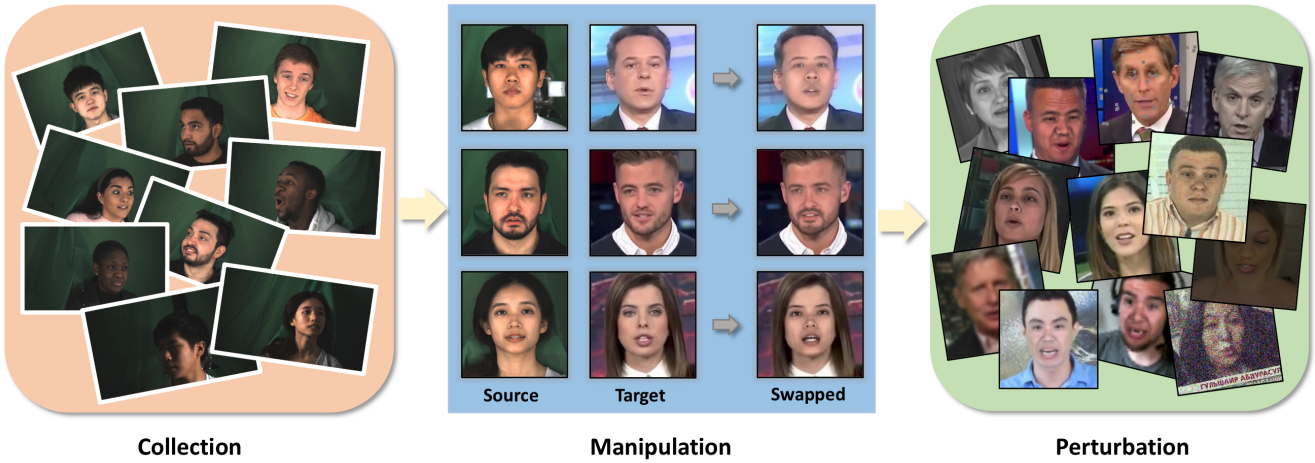 Source
Target
Swapped
ГУЛЬШАИР АБДУРАСУЛ
Collection
Manipulation
Perturbation